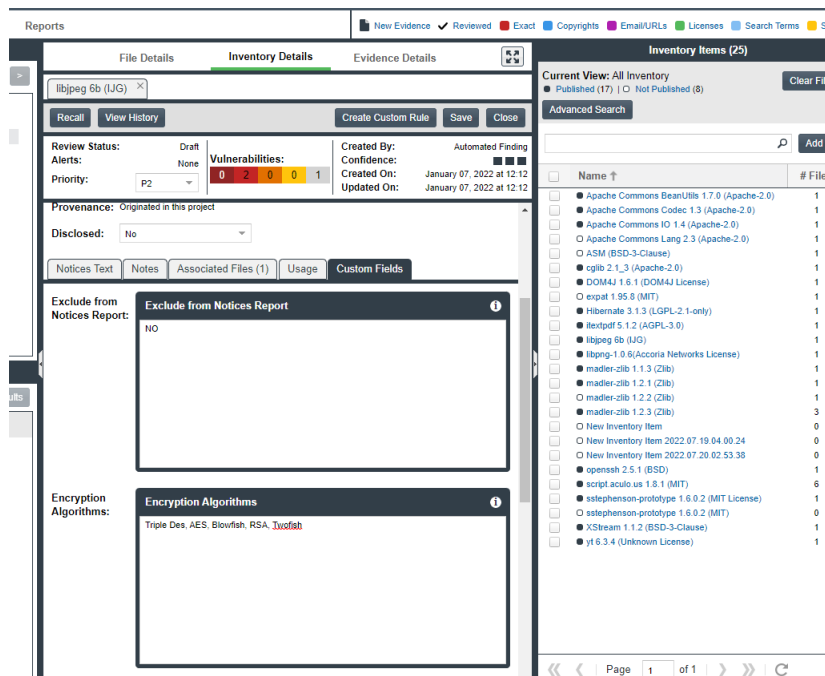 Reports
New Evidence Reviewed Exact Copyrights Email/URLs Licenses Search Terms
File Details Inventory Details Evidence Details
libjpeg 6b (IJG) ×
Recall View History Create Custom Rule Save Close
Review Status: Draft
Alerts: None
Priority: P2
Vulnerabilities:
0 2 0 0 1
Created By: Automated Finding
Confidence:
Created On: January 07, 2022 at 12:12
Updated On: January 07, 2022 at 12:12
Provenance: Originated in this project
Disclosed: No
Notices Text Notes Associated Files (1) Usage Custom Fields
Exclude from
Notices Report:
Exclude from Notices Report
NO
Encryption
Algorithms:
Encryption Algorithms
Triple Des, AES, Blowfish, RSA, Twofish
>
ults
Inventory Items (25)
Current View: All Inventory
Published (17) | Not Published (8)
Clear Fil
Advanced Search
Add
Name ↑ # File
Apache Commons BeanUtils 1.7.0 (Apache-2.0) 1
Apache Commons Codec 1.3 (Apache-2.0) 1
Apache Commons IO 1.4 (Apache-2.0) 1
Apache Commons Lang 2.3 (Apache-2.0) 1
ASM (BSD-3-Clause) 1
cglib 2.1_3 (Apache-2.0) 1
DOM4J 1.6.1 (DOM4J License) 1
expat 1.95.8 (MIT) 1
Hibernate 3.1.3 (LGPL-2.1-only) 1
itextpdf 5.1.2 (AGPL-3.0) 1
libjpeg 6b (IJG) 1
libpng-1.0.6(Accoria Networks License) 1
madler-zlib 1.1.3 (Zlib) 1
madler-zlib 1.2.1 (Zlib) 1
madler-zlib 1.2.2 (Zlib) 1
madler-zlib 1.2.3 (Zlib) 3
New Inventory Item 0
New Inventory Item 2022.07.19.04.00.24 0
New Inventory Item 2022.07.20.02.53.38 0
openssh 2.5.1 (BSD) 1
script.aculo.us 1.8.1 (MIT) 6
sstephenson-prototype 1.6.0.2 (MIT License) 1
sstephenson-prototype 1.6.0.2 (MIT) 0
XStream 1.1.2 (BSD-3-Clause) 1
yt 6.3.4 (Unknown License) 1
Page 1 of 1